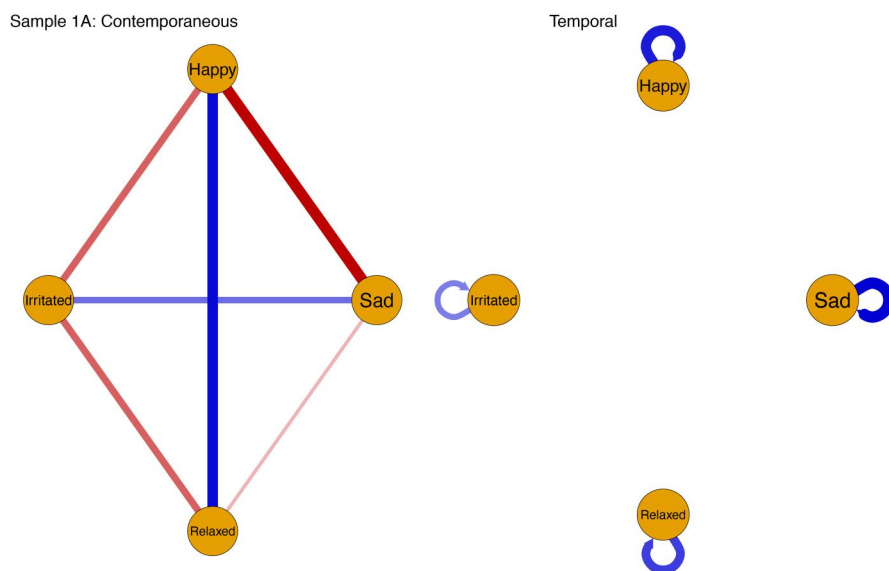 Sample 1A: Contemporaneous
Happy
Irritated
Sad
Relaxed
Temporal
Happy
Irritated
Sad
Relaxed